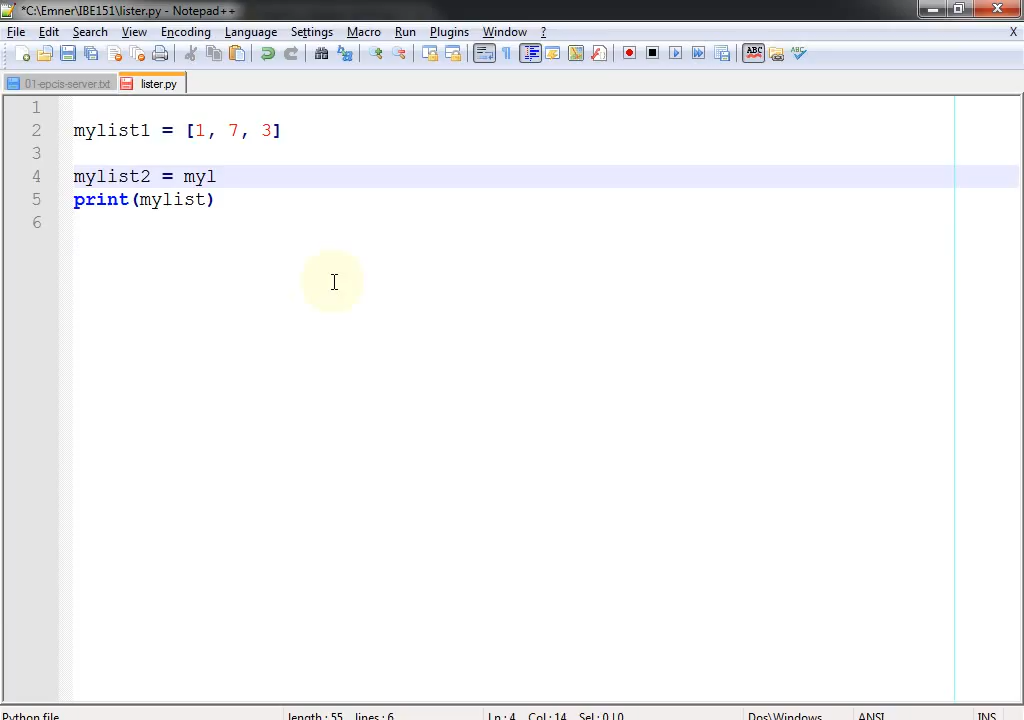 *C:\Emner\IBE151\lister.py - Notepad++
File Edit Search View Encoding Language Settings Macro Run Plugins Window ? X
01-epcis-server.txt lister.py
1
2 mylist1 = [1, 7, 3]
3
4 mylist2 = myl
5 print(mylist)
6
Python file length : 55 lines : 6 Ln : 4 Col : 14 Sel : 0 | 0 Dos\Windows ANSI INS